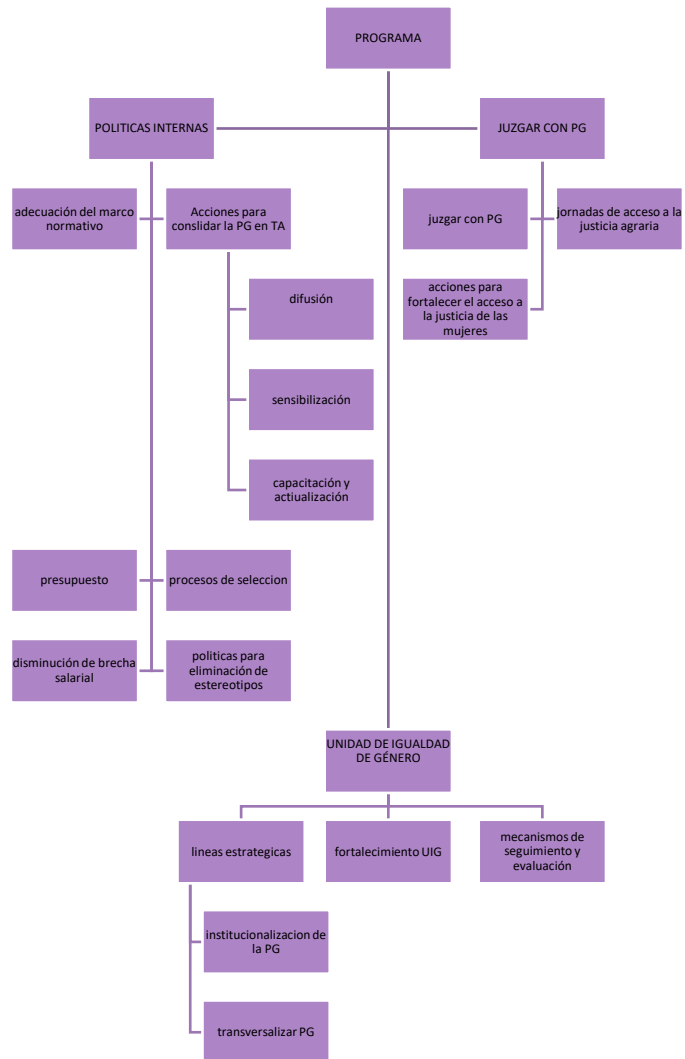 PROGRAMA
POLITICAS INTERNAS
JUZGAR CON PG
adecuación del marco
normativo
Acciones para
conslidar la PG en TA
juzgar con PG
jornadas de acceso a la
justicia agraria
acciones para
fortalecer el acceso a
la justicia de las
mujeres
difusión
sensibilización
capacitación y
actiualización
presupuesto
procesos de seleccion
disminución de brecha
salarial
politicas para
eliminación de
estereotipos
UNIDAD DE IGUALDAD
DE GÉNERO
lineas estrategicas
fortalecimiento UIG
mecanismos de
seguimiento y
evaluación
institucionalizacion de
la PG
transversalizar PG